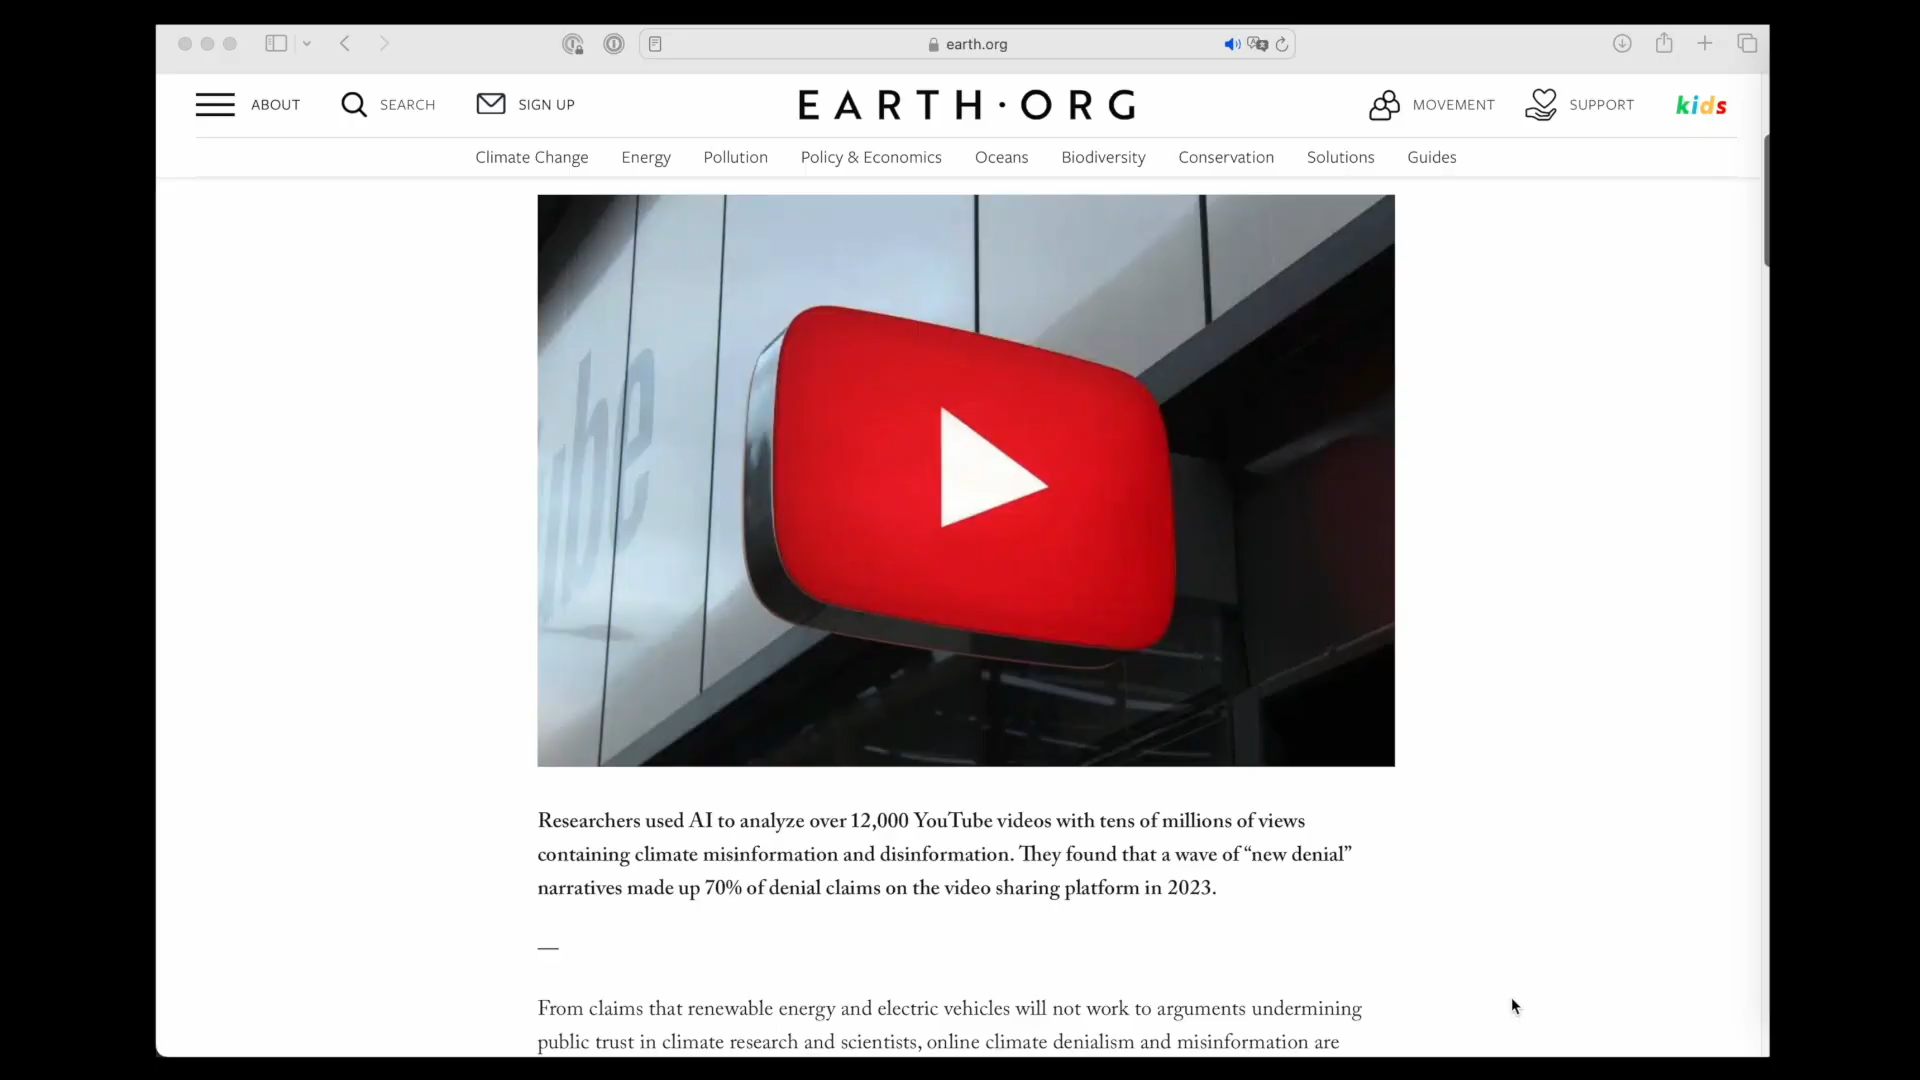 earth.org
ABOUT
SEARCH
SIGN UP
EARTH·ORG
MOVEMENT
SUPPORT
kids
Climate Change
Energy
Pollution
Policy & Economics
Oceans
Biodiversity
Conservation
Solutions
Guides
ube
Researchers used AI to analyze over 12,000 YouTube videos with tens of millions of views
containing climate misinformation and disinformation. They found that a wave of “new denial”
narratives made up 70% of denial claims on the video sharing platform in 2023.
—
From claims that renewable energy and electric vehicles will not work to arguments undermining
public trust in climate research and scientists, online climate denialism and misinformation are